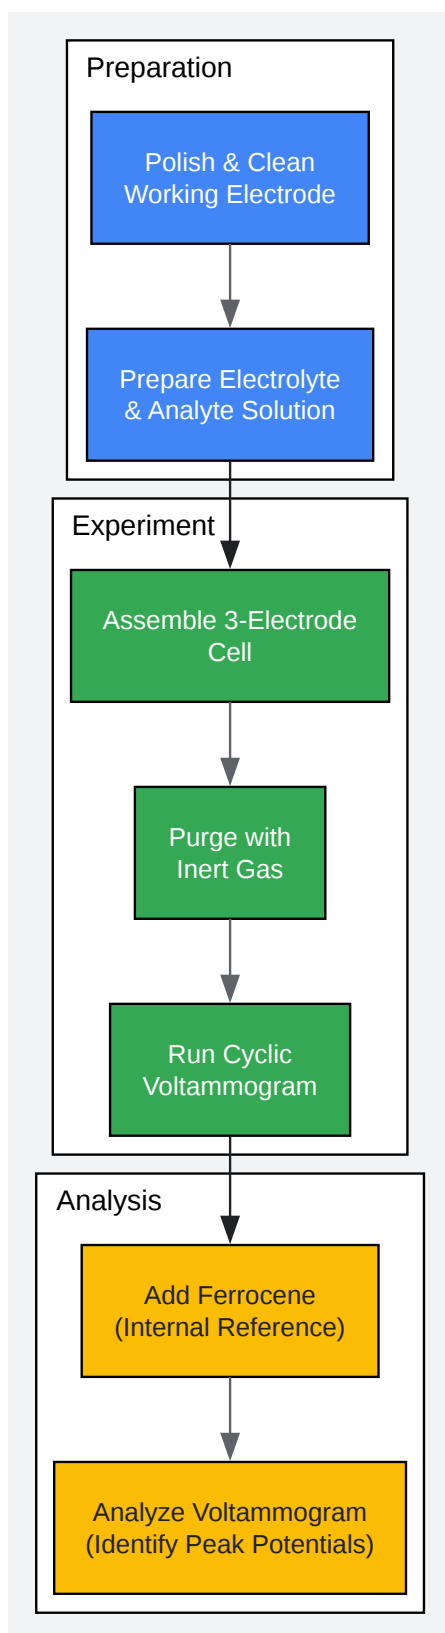 Preparation
Polish & Clean
Working Electrode
Prepare Electrolyte
& Analyte Solution
Experiment
Assemble 3-Electrode
Cell
Purge with
Inert Gas
Run Cyclic
Voltammogram
Analysis
Add Ferrocene
(Internal Reference)
Analyze Voltammogram
(Identify Peak Potentials)